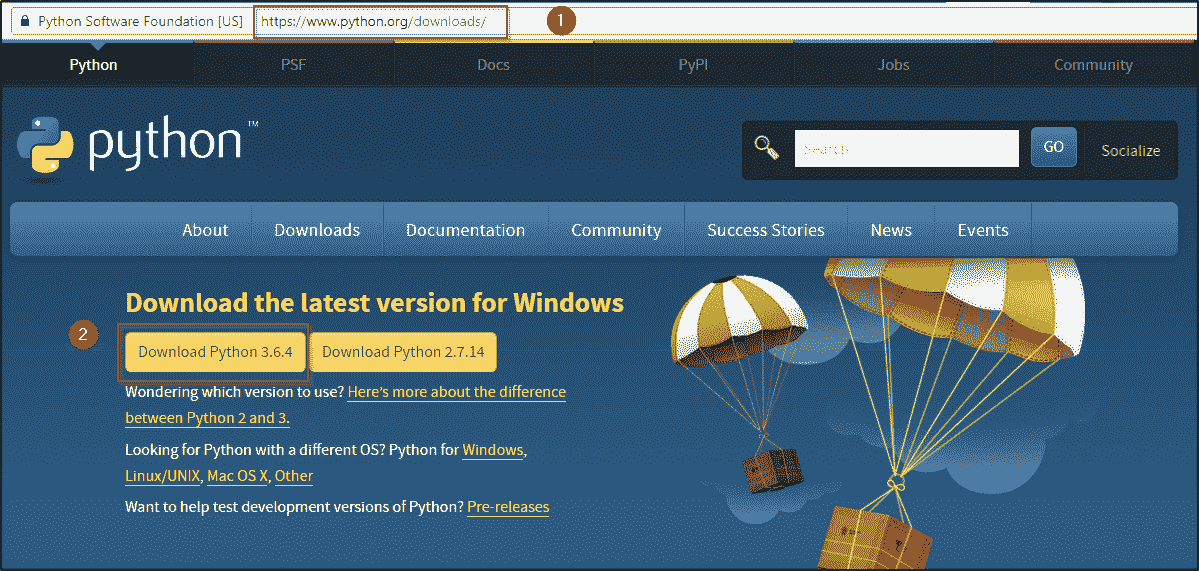 Python Software Foundation [US] https://www.python.org/downloads/ 1
Python PSF Docs PyPI Jobs Community
python™
Search GO Socialize
About Downloads Documentation Community Success Stories News Events
Download the latest version for Windows
2
Download Python 3.6.4 Download Python 2.7.14
Wondering which version to use? Here's more about the difference
between Python 2 and 3.
Looking for Python with a different OS? Python for Windows,
Linux/UNIX, Mac OS X, Other
Want to help test development versions of Python? Pre-releases